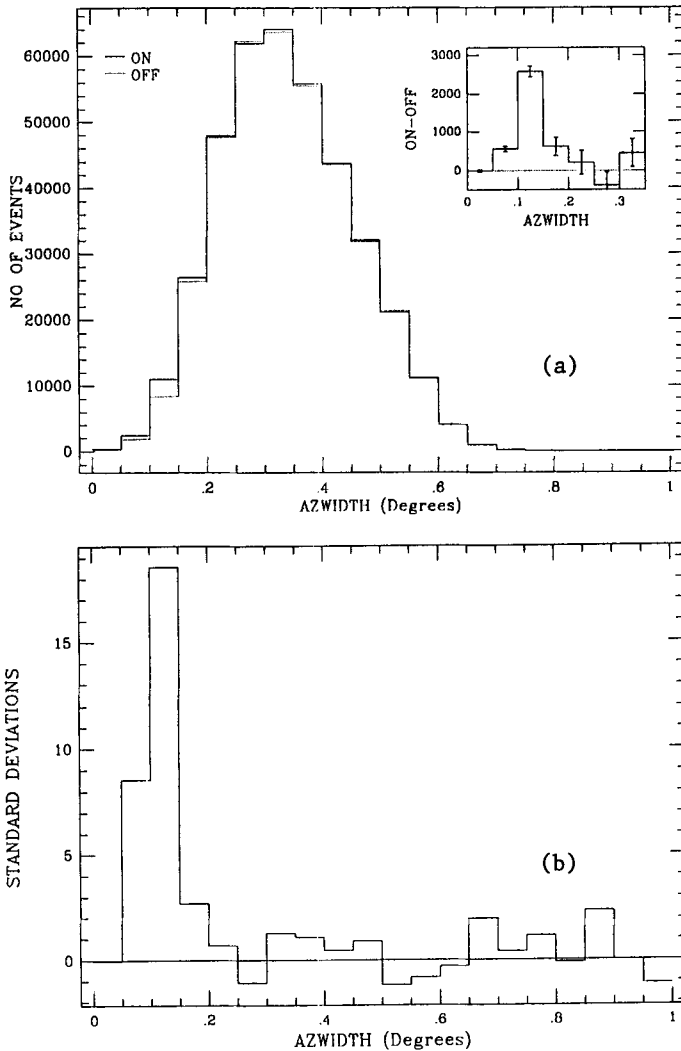 60000
50000
40000
30000
20000
10000
0
NO OF EVENTS
ON
OFF
3000
2000
1000
0
ON-OFF
0 .1 .2 .3
AZWIDTH
(a)
0 .2 .4 .6 .8 1
AZWIDTH (Degrees)
15
10
5
0
STANDARD DEVIATIONS
(b)
0 .2 .4 .6 .8 1
AZWIDTH (Degrees)